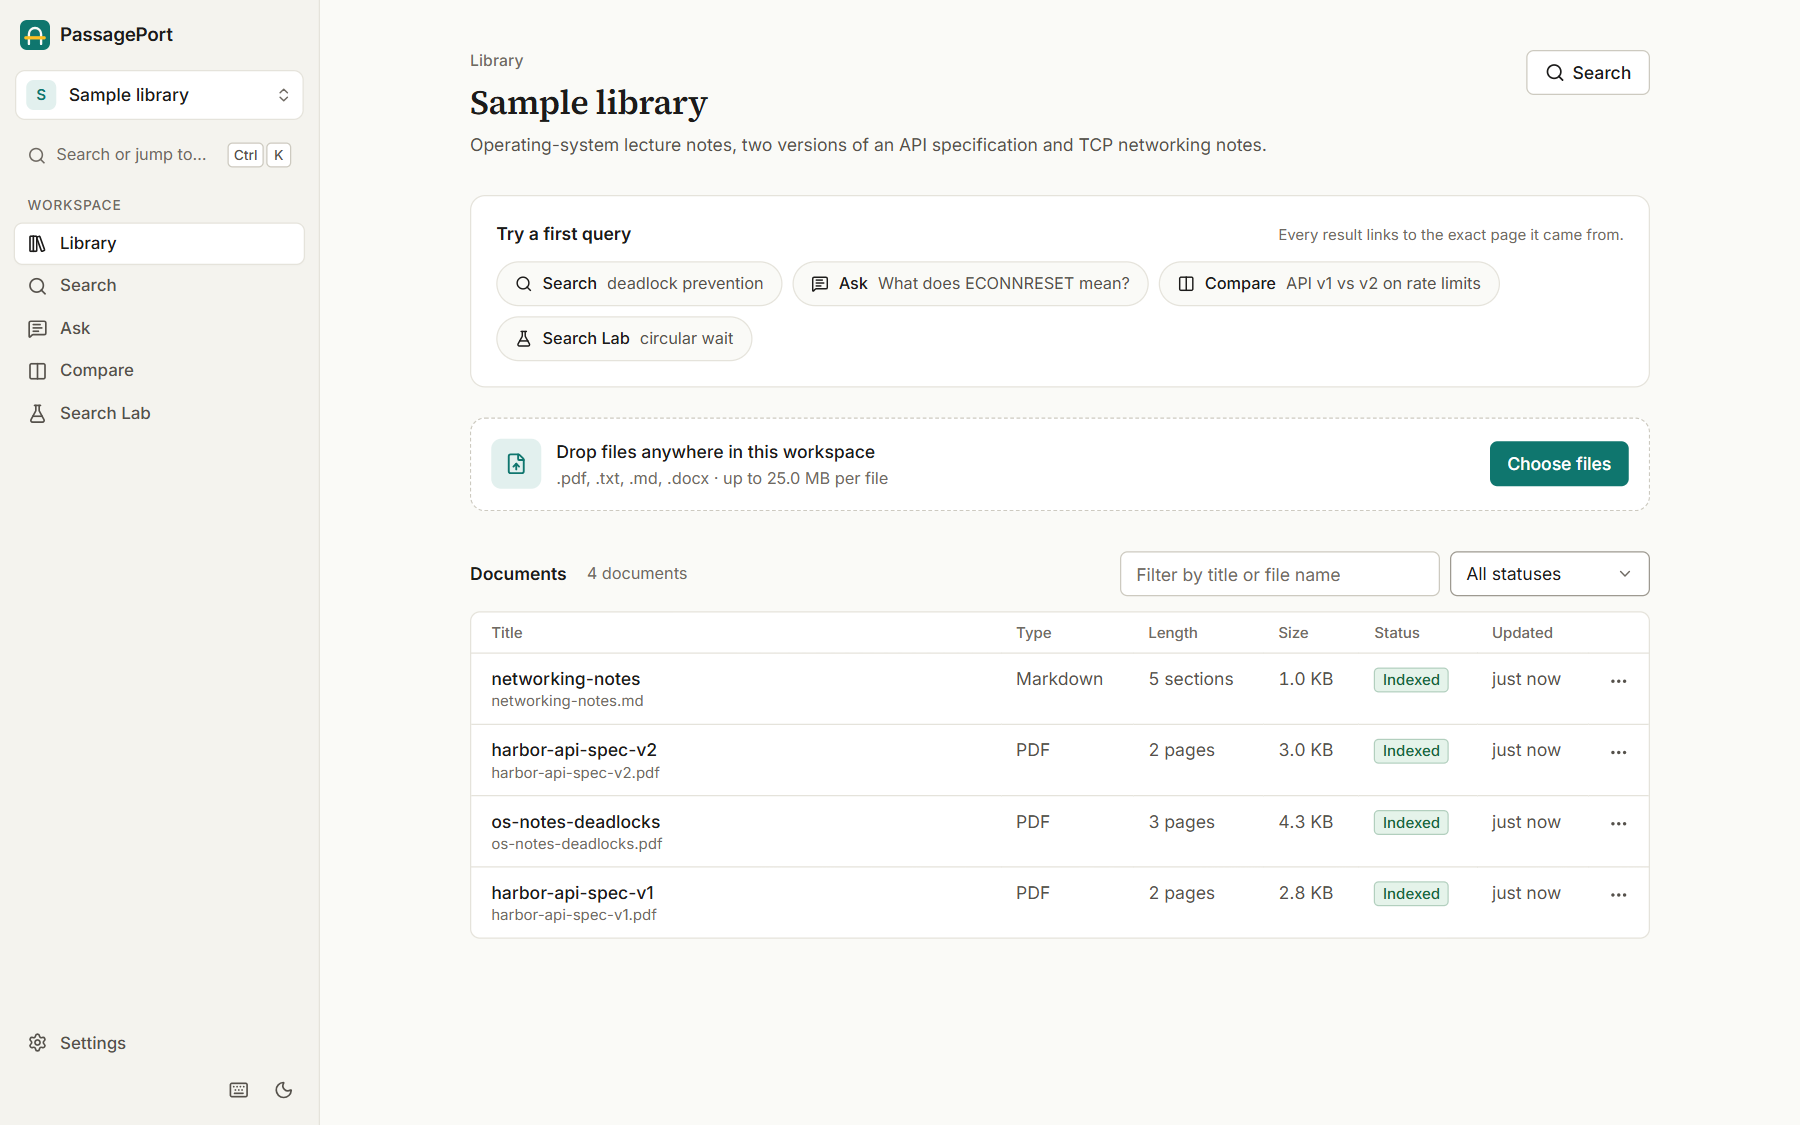 PassagePort
S Sample library
Search or jump to... Ctrl K
WORKSPACE
Library
Search
Ask
Compare
Search Lab
Settings
Library
Sample library
Operating-system lecture notes, two versions of an API specification and TCP networking notes.
Search
Try a first query
Every result links to the exact page it came from.
Search deadlock prevention
Ask What does ECONNRESET mean?
Compare API v1 vs v2 on rate limits
Search Lab circular wait
Drop files anywhere in this workspace
.pdf, .txt, .md, .docx · up to 25.0 MB per file
Choose files
Documents 4 documents
Filter by title or file name
All statuses
Title Type Length Size Status Updated
networking-notes Markdown 5 sections 1.0 KB Indexed just now
networking-notes.md
harbor-api-spec-v2 PDF 2 pages 3.0 KB Indexed just now
harbor-api-spec-v2.pdf
os-notes-deadlocks PDF 3 pages 4.3 KB Indexed just now
os-notes-deadlocks.pdf
harbor-api-spec-v1 PDF 2 pages 2.8 KB Indexed just now
harbor-api-spec-v1.pdf